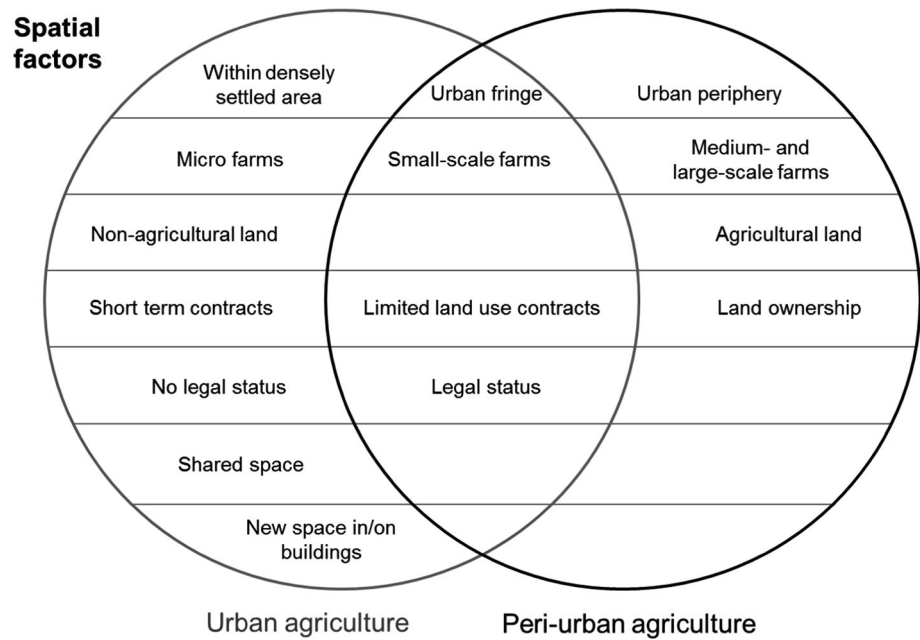 Spatial
factors
Within densely
settled area
Urban fringe
Urban periphery
Micro farms
Small-scale farms
Medium- and
large-scale farms
Non-agricultural land
Agricultural land
Short term contracts
Limited land use contracts
Land ownership
No legal status
Legal status
Shared space
New space in/on
buildings
Urban agriculture
Peri-urban agriculture